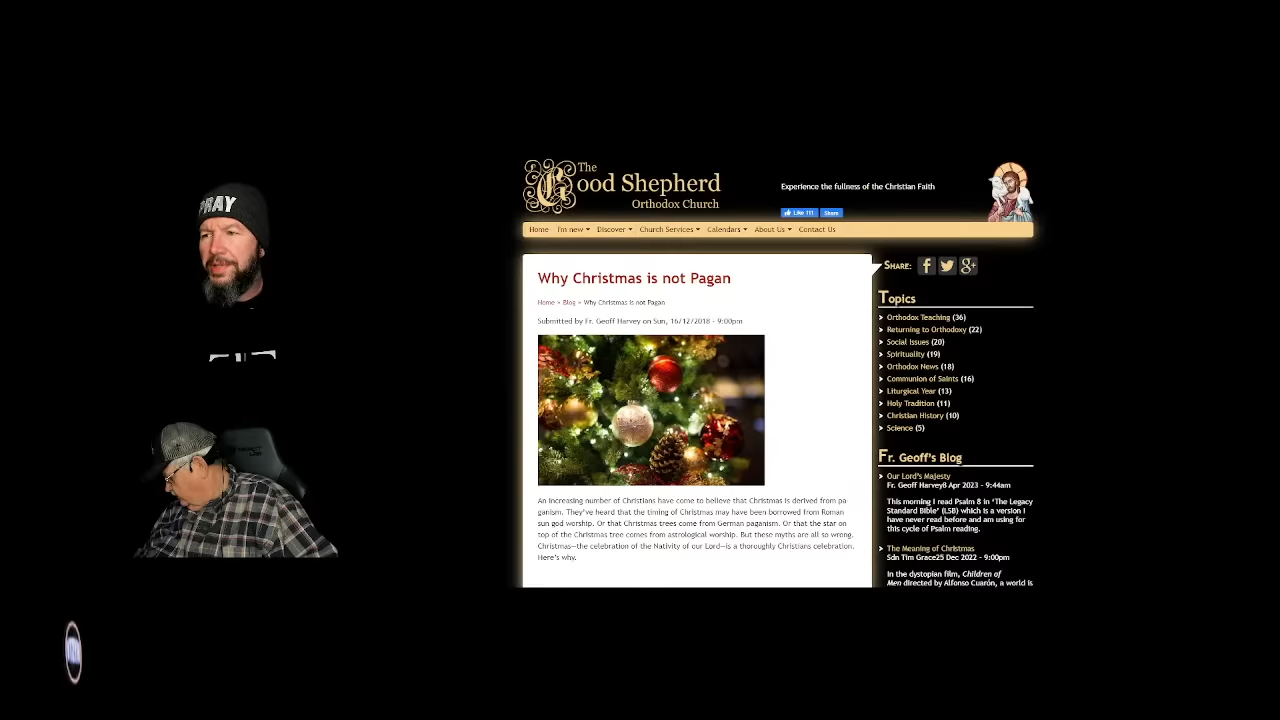 PRAY
The
Good Shepherd
Orthodox Church
Experience the fullness of the Christian Faith
Like 111 Share
Home I'm new Discover Church Services Calendars About Us Contact Us
Why Christmas is not Pagan
Home » Blog » Why Christmas is not Pagan
Submitted by Fr. Geoff Harvey on Sun, 16/12/2018 - 9:00pm
An increasing number of Christians have come to believe that Christmas is derived from pa
ganism. They've heard that the timing of Christmas may have been borrowed from Roman
sun god worship. Or that Christmas trees come from German paganism. Or that the star on
top of the Christmas tree comes from astrological worship. But these myths are all so wrong.
Christmas—the celebration of the Nativity of our Lord—is a thoroughly Christians celebration.
Here's why.
Share:
Topics
Orthodox Teaching (36)
Returning to Orthodoxy (22)
Social Issues (20)
Spirituality (19)
Orthodox News (18)
Communion of Saints (16)
Liturgical Year (13)
Holy Tradition (11)
Christian History (10)
Science (5)
Fr. Geoff's Blog
Our Lord's Majesty
Fr. Geoff Harvey8 Apr 2023 - 9:44am
This morning I read Psalm 8 in 'The Legacy
Standard Bible' (LSB) which is a version I
have never read before and am using for
this cycle of Psalm reading.
The Meaning of Christmas
Sdn Tim Grace25 Dec 2022 - 9:00pm
In the dystopian film, Children of
Men directed by Alfonso Cuarón, a world is